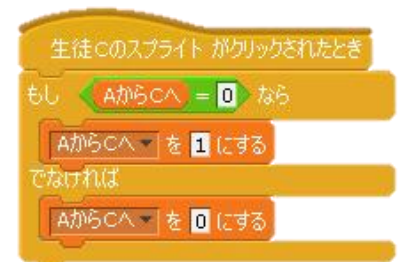 生徒Cのスプライト がクリックされたとき
もし AからCへ = 0 なら
AからCへ を 1 にする
でなければ
AからCへ を 0 にする